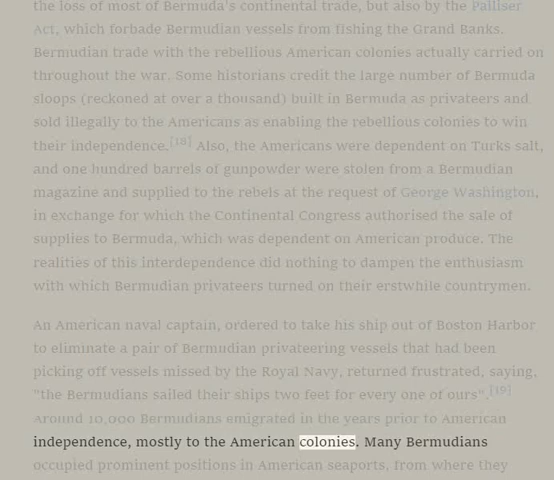 the loss of most of Bermuda's continental trade, but also by the Palliser
Act, which forbade Bermudian vessels from fishing the Grand Banks.
Bermudian trade with the rebellious American colonies actually carried on
throughout the war. Some historians credit the large number of Bermuda
sloops (reckoned at over a thousand) built in Bermuda as privateers and
sold illegally to the Americans as enabling the rebellious colonies to win
their independence.[18] Also, the Americans were dependent on Turks salt,
and one hundred barrels of gunpowder were stolen from a Bermudian
magazine and supplied to the rebels at the request of George Washington,
in exchange for which the Continental Congress authorised the sale of
supplies to Bermuda, which was dependent on American produce. The
realities of this interdependence did nothing to dampen the enthusiasm
with which Bermudian privateers turned on their erstwhile countrymen.
An American naval captain, ordered to take his ship out of Boston Harbor
to eliminate a pair of Bermudian privateering vessels that had been
picking off vessels missed by the Royal Navy, returned frustrated, saying,
"the Bermudians sailed their ships two feet for every one of ours".[19]
Around 10,000 Bermudians emigrated in the years prior to American
independence, mostly to the American colonies. Many Bermudians
occupied prominent positions in American seaports, from where they